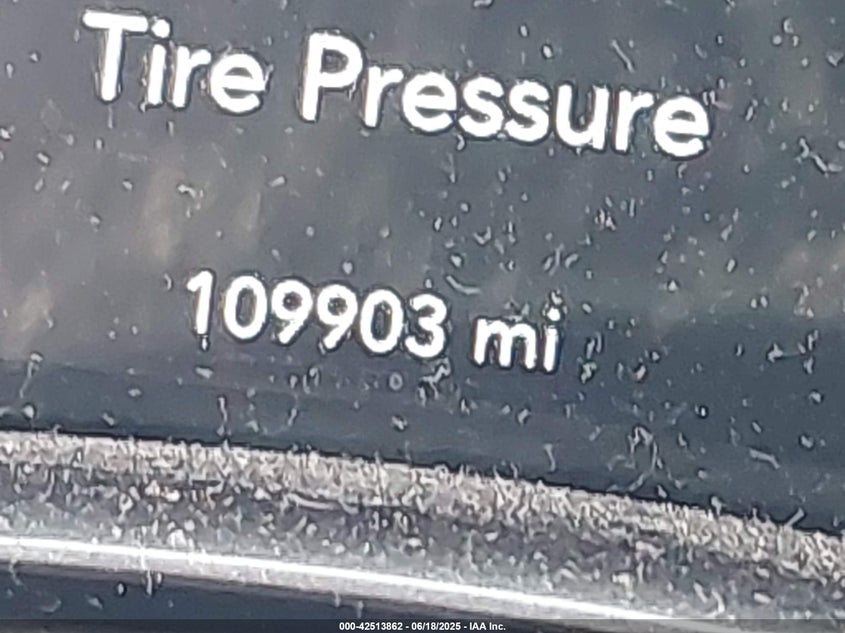 Tire Pressure
109903 mi
000-42513862 - 06/18/2025 - IAA Inc.